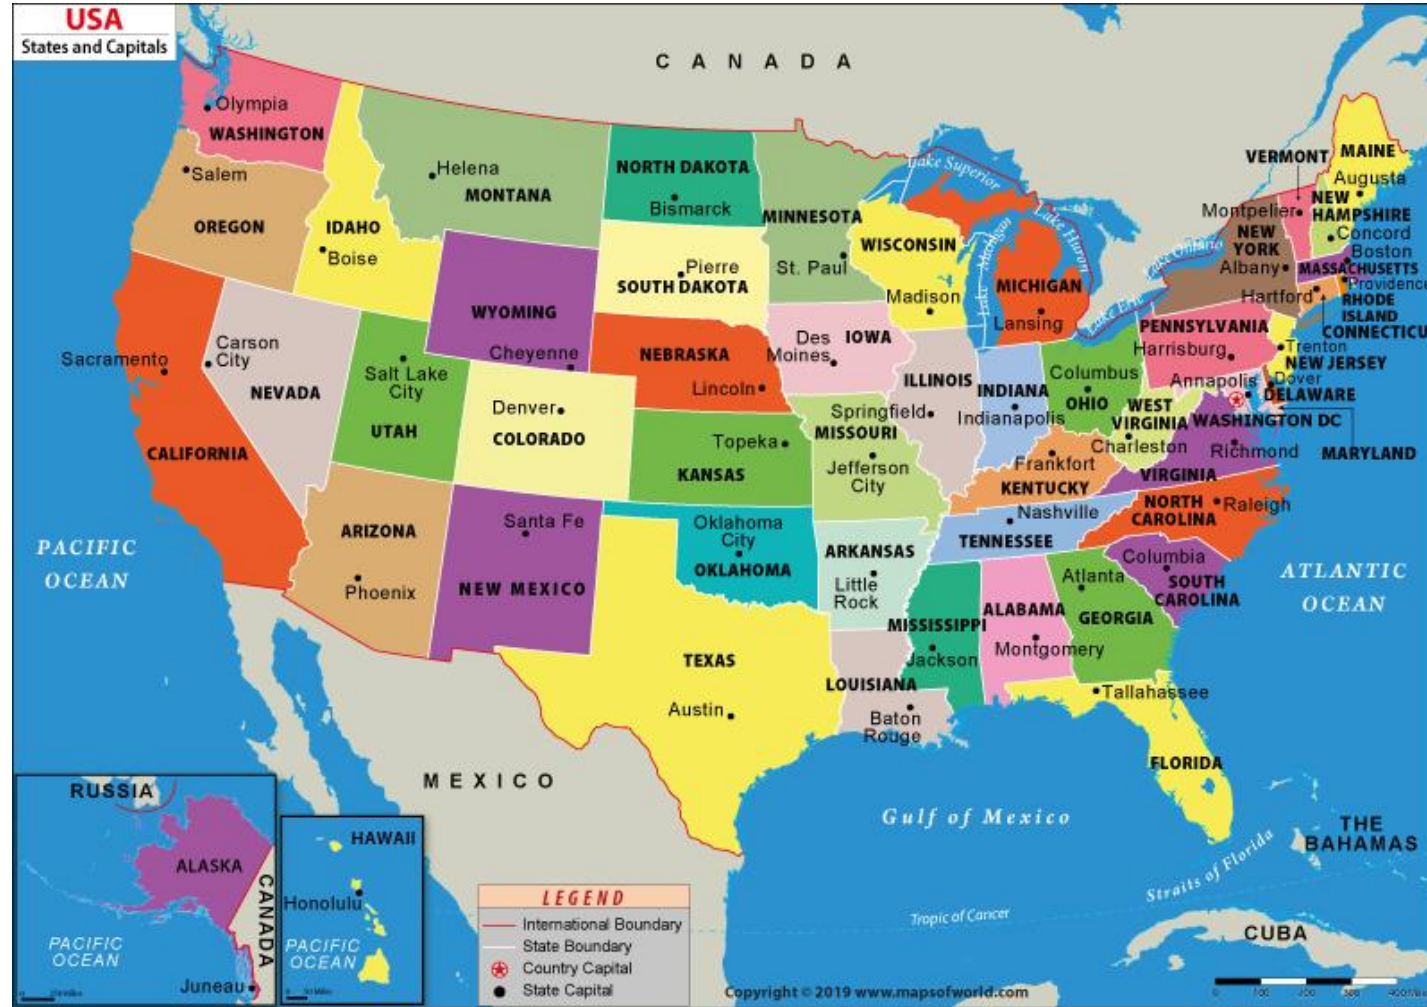 USA
States and Capitals
CANADA
Olympia
WASHINGTON
Salem
OREGON
IDAHO
Boise
Helena
MONTANA
NORTH DAKOTA
Bismarck
MINNESOTA
St. Paul
Pierre
SOUTH DAKOTA
WYOMING
Cheyenne
WISCONSIN
Madison
Lake Superior
Lake Michigan
Lake Huron
MICHIGAN
Lansing
Lake Ontario
Lake Erie
VERMONT
MAINE
Augusta
Montpelier
NEW
HAMPSHIRE
Concord
NEW
YORK
Albany
Boston
MASSACHUSETTS
Providence
Hartford
RHODE
ISLAND
CONNECTICU
PENNSYLVANIA
Harrisburg
Trenton
NEW JERSEY
Annapolis
Dover
DELAWARE
WASHINGTON DC
MARYLAND
Sacramento
Carson
City
NEVADA
CALIFORNIA
Salt Lake
City
UTAH
Denver
COLORADO
NEBRASKA
Lincoln
Des
Moines
IOWA
ILLINOIS
Springfield
INDIANA
Indianapolis
Columbus
OHIO
WEST
VIRGINIA
Charleston
Richmond
VIRGINIA
Topeka
KANSAS
MISSOURI
Jefferson
City
Frankfort
KENTUCKY
Nashville
TENNESSEE
NORTH
CAROLINA
Raleigh
Columbia
SOUTH
CAROLINA
ARIZONA
Phoenix
Santa Fe
NEW MEXICO
Oklahoma
City
OKLAHOMA
ARKANSAS
Little
Rock
MISSISSIPPI
Jackson
ALABAMA
Montgomery
Atlanta
GEORGIA
TEXAS
Austin
LOUISIANA
Baton
Rouge
Tallahassee
FLORIDA
PACIFIC
OCEAN
ATLANTIC
OCEAN
MEXICO
Gulf of Mexico
THE
BAHAMAS
Straits of Florida
Tropic of Cancer
CUBA
RUSSIA
ALASKA
CANADA
PACIFIC
OCEAN
Juneau
HAWAII
Honolulu
PACIFIC
OCEAN
LEGEND
International Boundary
State Boundary
Country Capital
State Capital
Copyright © 2019 www.mapsofworld.com
0 100 200 300